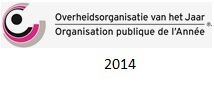 Overheidsorganisatie van het Jaar
Organisation publique de l'Année ®.
2014